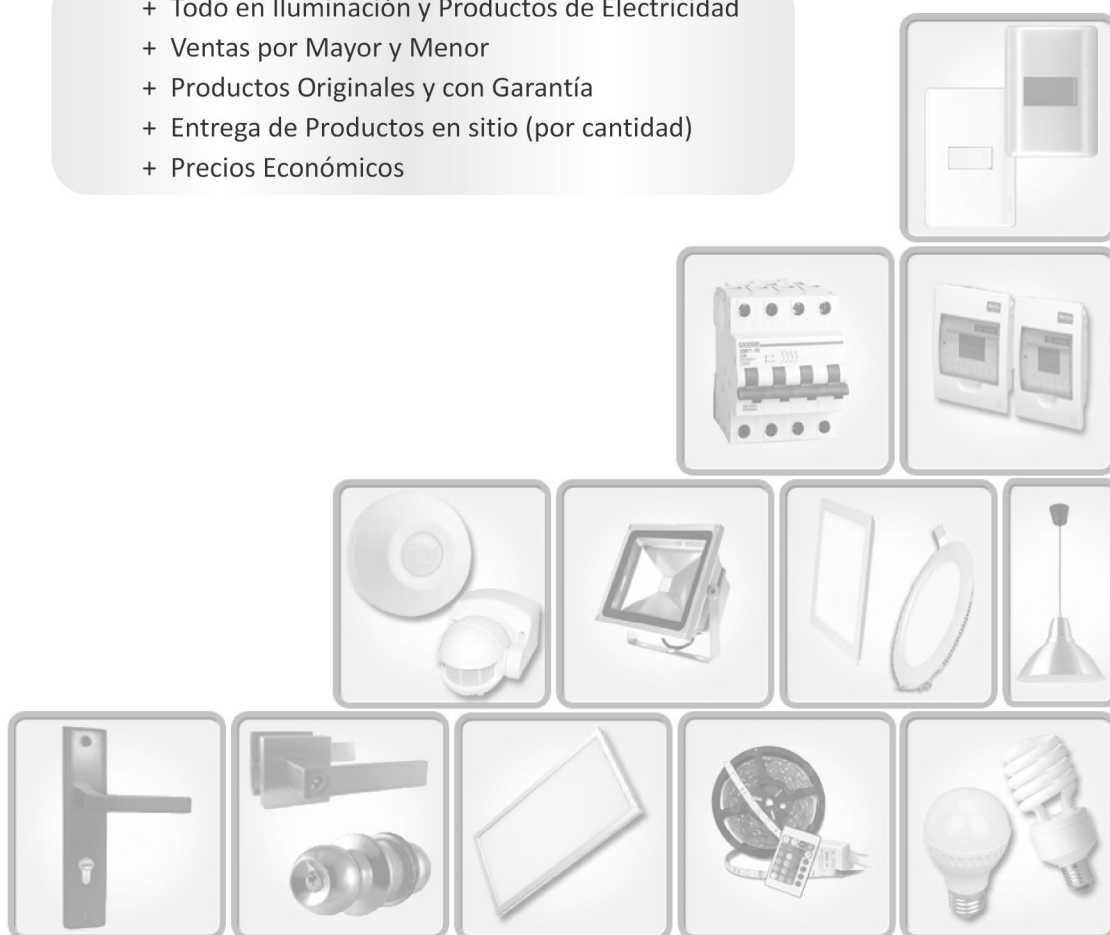 + Todo en Iluminación y Productos de Electricidad
+ Ventas por Mayor y Menor
+ Productos Originales y con Garantía
+ Entrega de Productos en sitio (por cantidad)
+ Precios Económicos